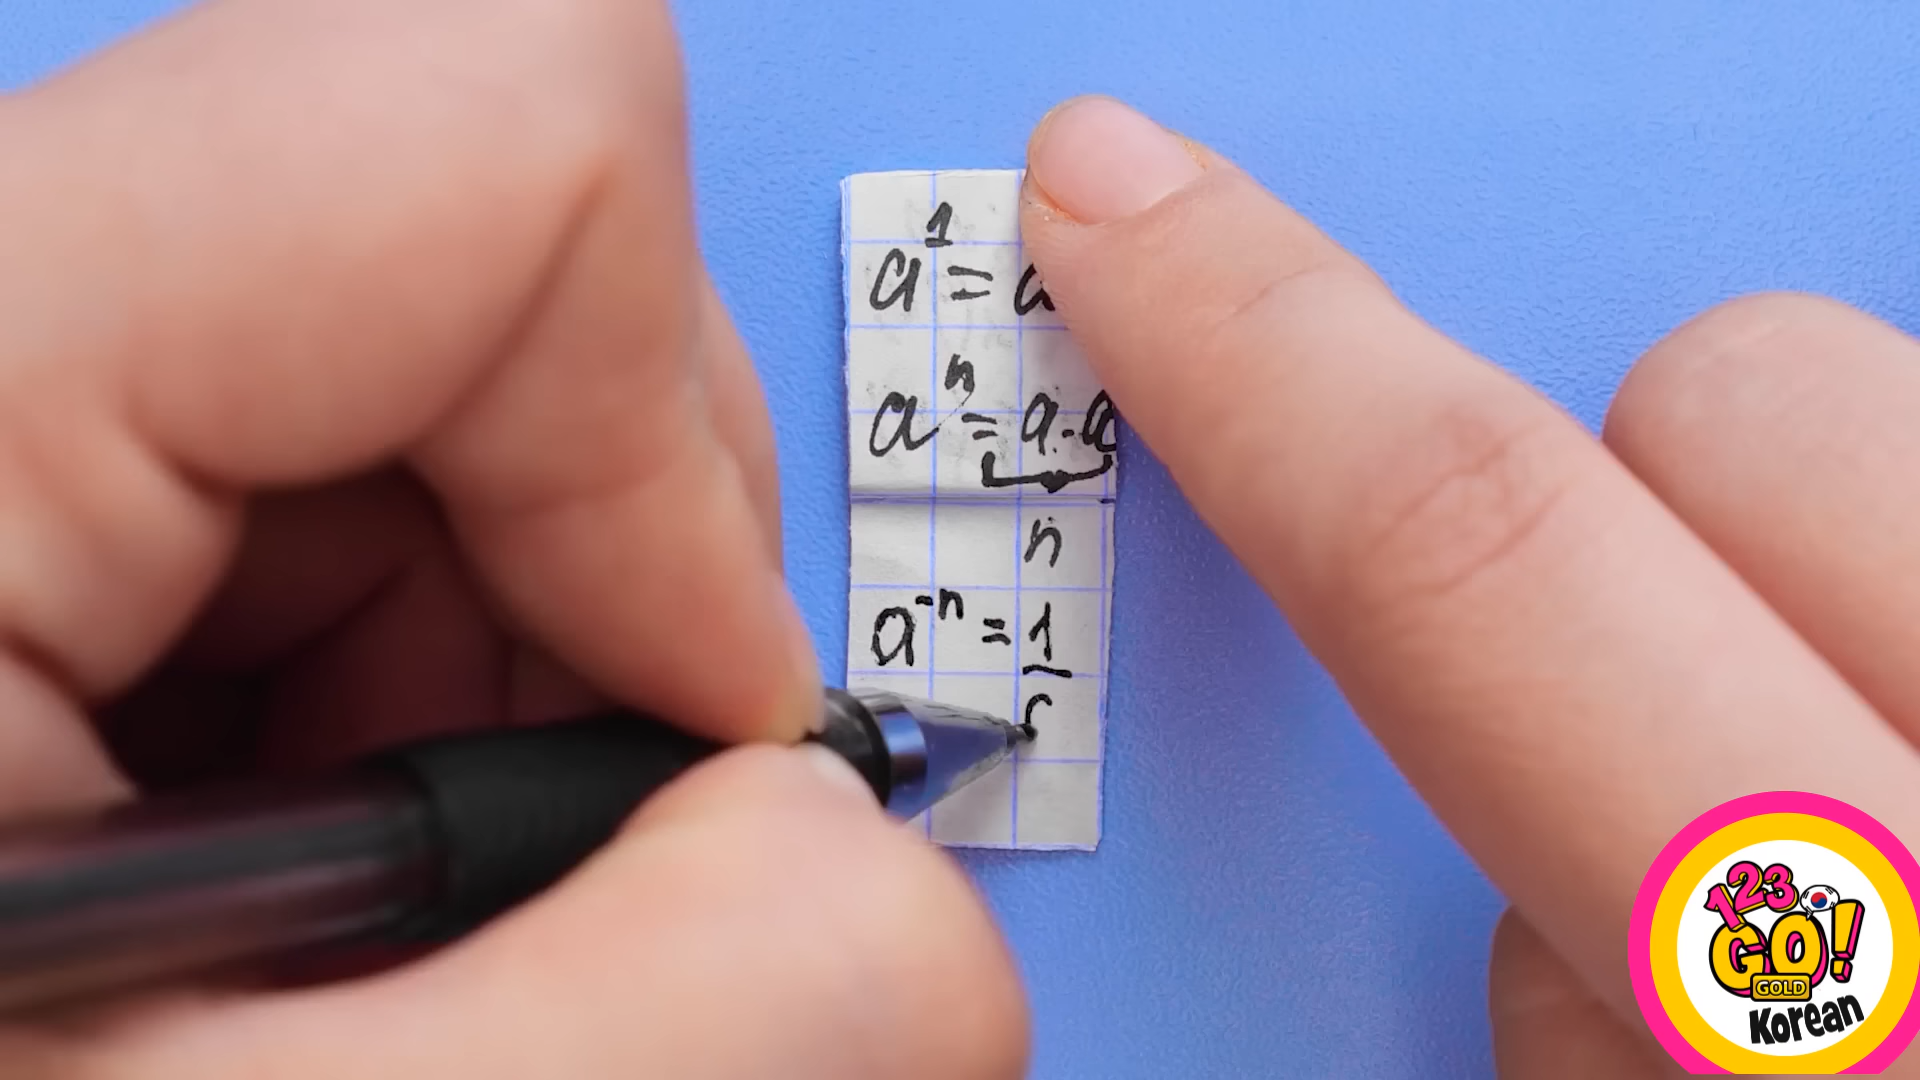 a¹ = a
aⁿ = a · a
n
a⁻ⁿ = 1
123
GO!
GOLD
Korean